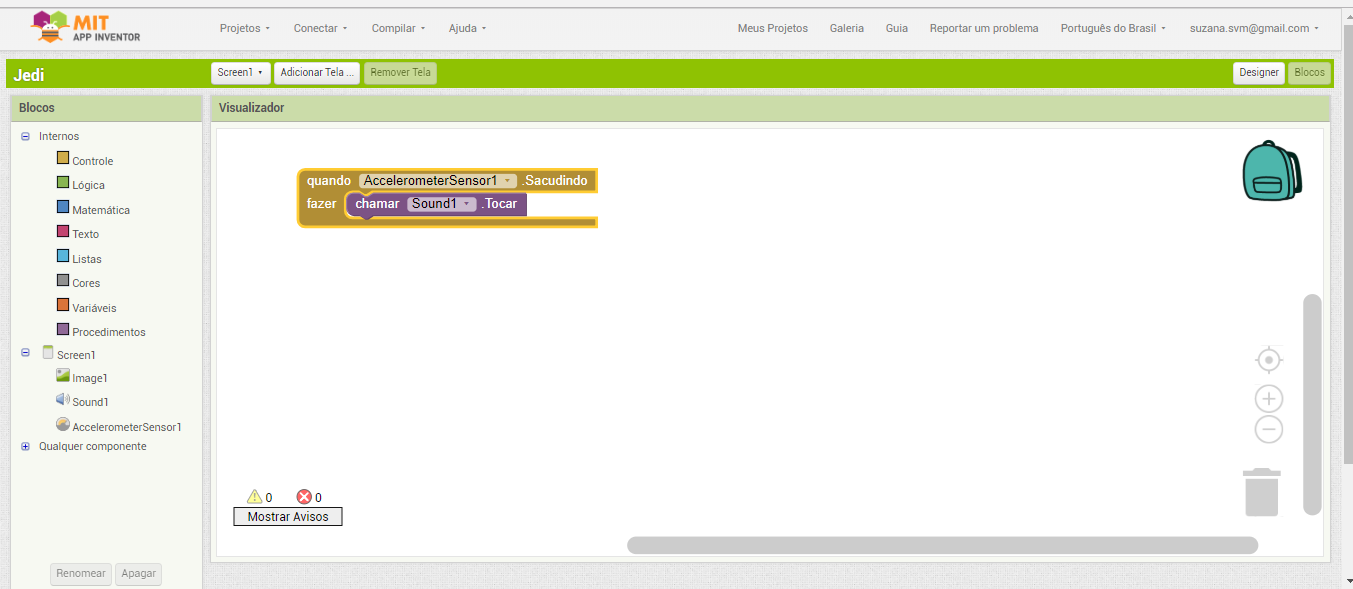 MIT
APP INVENTOR
Projetos Conectar Compilar Ajuda Meus Projetos Galeria Guia Reportar um problema Português do Brasil suzana.svm@gmail.com
Jedi Screen1 Adicionar Tela ... Remover Tela Designer Blocos
Blocos
Internos
Controle
Lógica
Matemática
Texto
Listas
Cores
Variáveis
Procedimentos
Screen1
Image1
Sound1
AccelerometerSensor1
Qualquer componente
Renomear Apagar
Visualizador
quando AccelerometerSensor1 .Sacudindo
fazer chamar Sound1 .Tocar
0 0
Mostrar Avisos